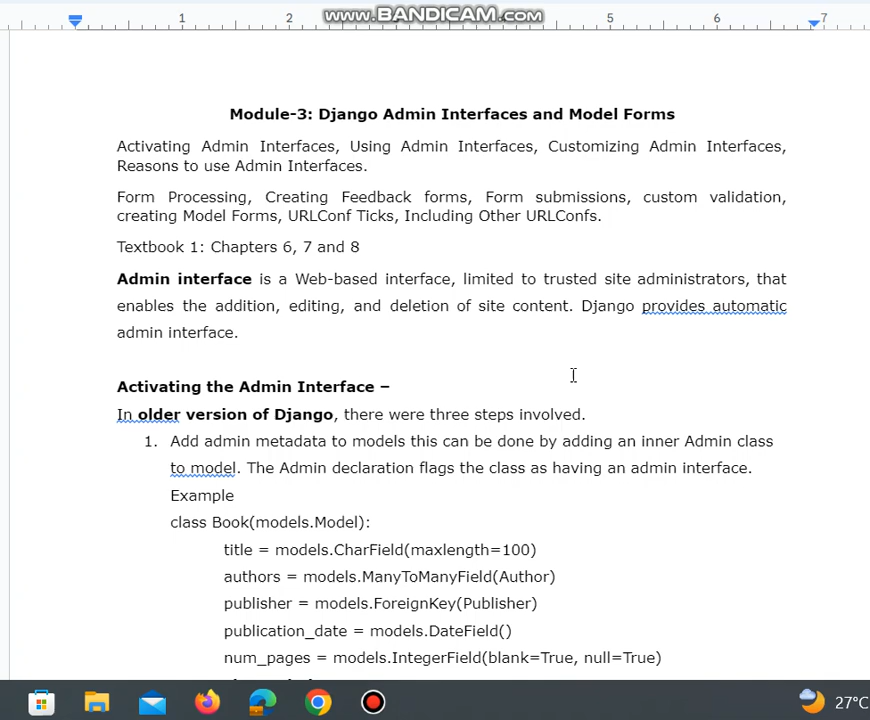 www.BANDICAM.com
1 2 5 6 7
Module-3: Django Admin Interfaces and Model Forms
Activating Admin Interfaces, Using Admin Interfaces, Customizing Admin Interfaces,
Reasons to use Admin Interfaces.
Form Processing, Creating Feedback forms, Form submissions, custom validation,
creating Model Forms, URLConf Ticks, Including Other URLConfs.
Textbook 1: Chapters 6, 7 and 8
Admin interface is a Web-based interface, limited to trusted site administrators, that
enables the addition, editing, and deletion of site content. Django provides automatic
admin interface.
Activating the Admin Interface –
In older version of Django, there were three steps involved.
1. Add admin metadata to models this can be done by adding an inner Admin class
to model. The Admin declaration flags the class as having an admin interface.
Example
class Book(models.Model):
title = models.CharField(maxlength=100)
authors = models.ManyToManyField(Author)
publisher = models.ForeignKey(Publisher)
publication_date = models.DateField()
num_pages = models.IntegerField(blank=True, null=True)
27°C